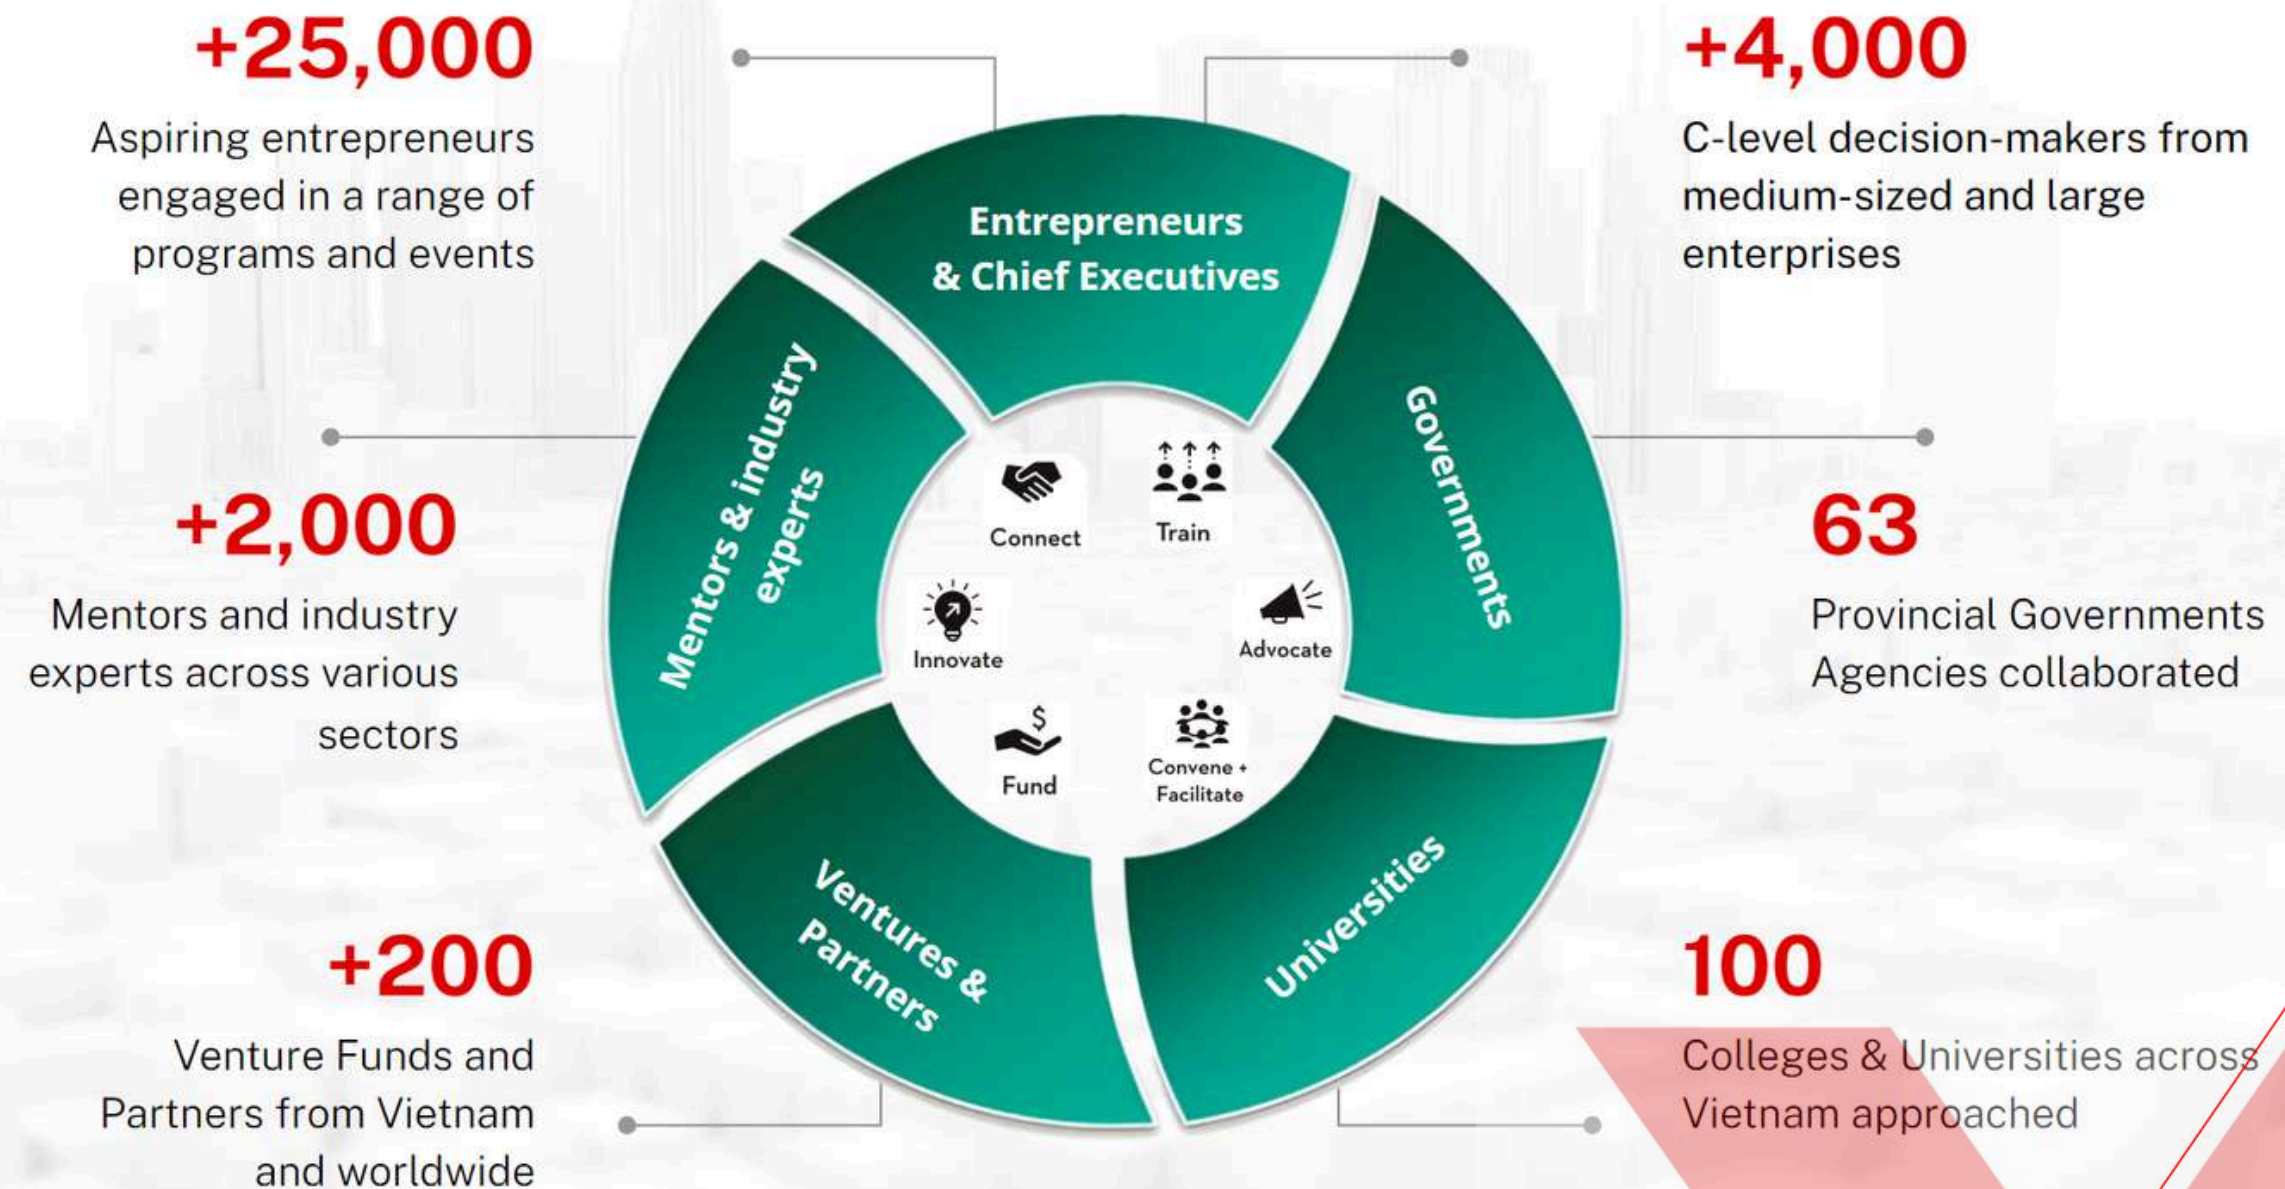 +25,000
Aspiring entrepreneurs
engaged in a range of
programs and events
+4,000
C-level decision-makers from
medium-sized and large
enterprises
Entrepreneurs
& Chief Executives
Mentors & industry
experts
Governments
Connect
Train
Innovate
Advocate
Fund
Convene +
Facilitate
Ventures &
Partners
Universities
+2,000
Mentors and industry
experts across various
sectors
63
Provincial Governments
Agencies collaborated
+200
Venture Funds and
Partners from Vietnam
and worldwide
100
Colleges & Universities across
Vietnam approached